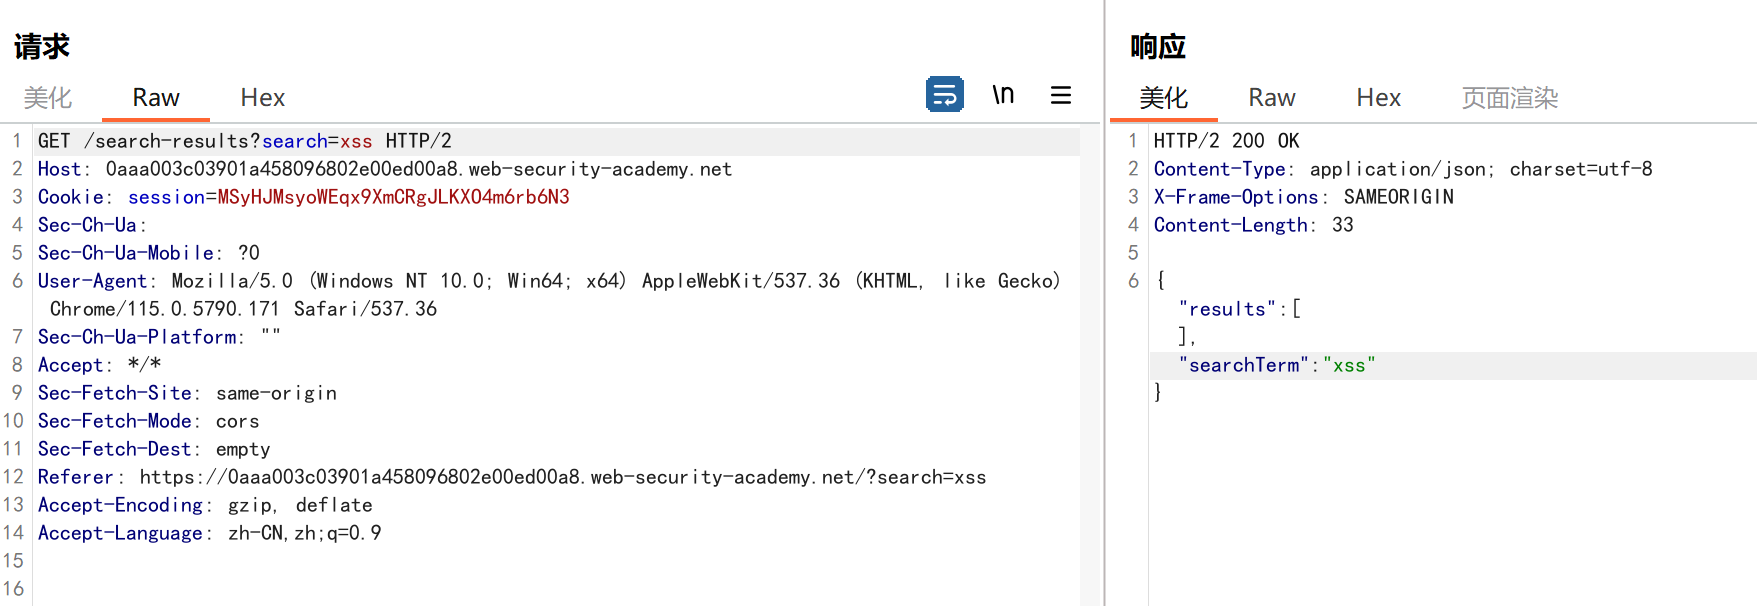 请求
美化 Raw Hex \n
1 GET /search-results?search=xss HTTP/2
2 Host: 0aaa003c03901a458096802e00ed00a8.web-security-academy.net
3 Cookie: session=MSyHJMsyoWEqx9XmCRgJLKXO4m6rb6N3
4 Sec-Ch-Ua:
5 Sec-Ch-Ua-Mobile: ?0
6 User-Agent: Mozilla/5.0 (Windows NT 10.0; Win64; x64) AppleWebKit/537.36 (KHTML, like Gecko)
Chrome/115.0.5790.171 Safari/537.36
7 Sec-Ch-Ua-Platform: ""
8 Accept: */*
9 Sec-Fetch-Site: same-origin
10 Sec-Fetch-Mode: cors
11 Sec-Fetch-Dest: empty
12 Referer: https://0aaa003c03901a458096802e00ed00a8.web-security-academy.net/?search=xss
13 Accept-Encoding: gzip, deflate
14 Accept-Language: zh-CN,zh;q=0.9
15
16
响应
美化 Raw Hex 页面渲染
1 HTTP/2 200 OK
2 Content-Type: application/json; charset=utf-8
3 X-Frame-Options: SAMEORIGIN
4 Content-Length: 33
5
6 {
"results":[
],
"searchTerm":"xss"
}